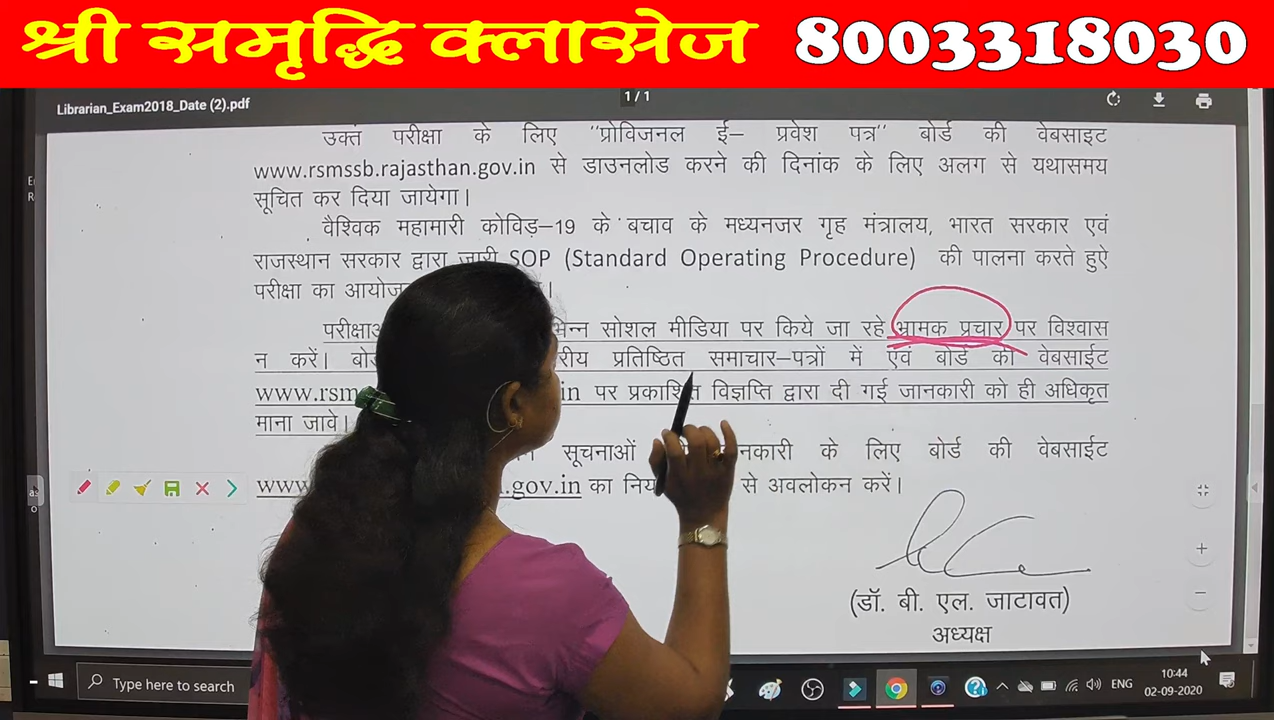 श्री समृद्धि क्लासेज 8003318030
Librarian_Exam2018_Date (2).pdf
1 / 1
उक्त परीक्षा के लिए "प्रोविजनल ई– प्रवेश पत्र" बोर्ड की वेबसाइट
www.rsmssb.rajasthan.gov.in से डाउनलोड करने की दिनांक के लिए अलग से यथासमय
सूचित कर दिया जायेगा।
वैश्विक महामारी कोविड़–19 के बचाव के मध्यनजर गृह मंत्रालय, भारत सरकार एवं
राजस्थान सरकार द्वारा जारी SOP (Standard Operating Procedure) की पालना करते हुऐ
परीक्षा का
सोशल मीडिया पर किये जा रहे भ्रामक प्रचार पर विश्वास
न करें। प्रतिष्ठित समाचार–पत्रों में एवं बोर्ड की वेबसाईट
www.rsm in पर प्रकाशित विज्ञप्ति द्वारा दी गई जानकारी को ही अधिकृत
माना जावे।
सूचनाओं के लिए बोर्ड की वेबसाईट
www .gov.in का से अवलोकन करें।
(डॉ. बी. एल. जाटावत)
अध्यक्ष
Type here to search
ENG
10:44
02-09-2020